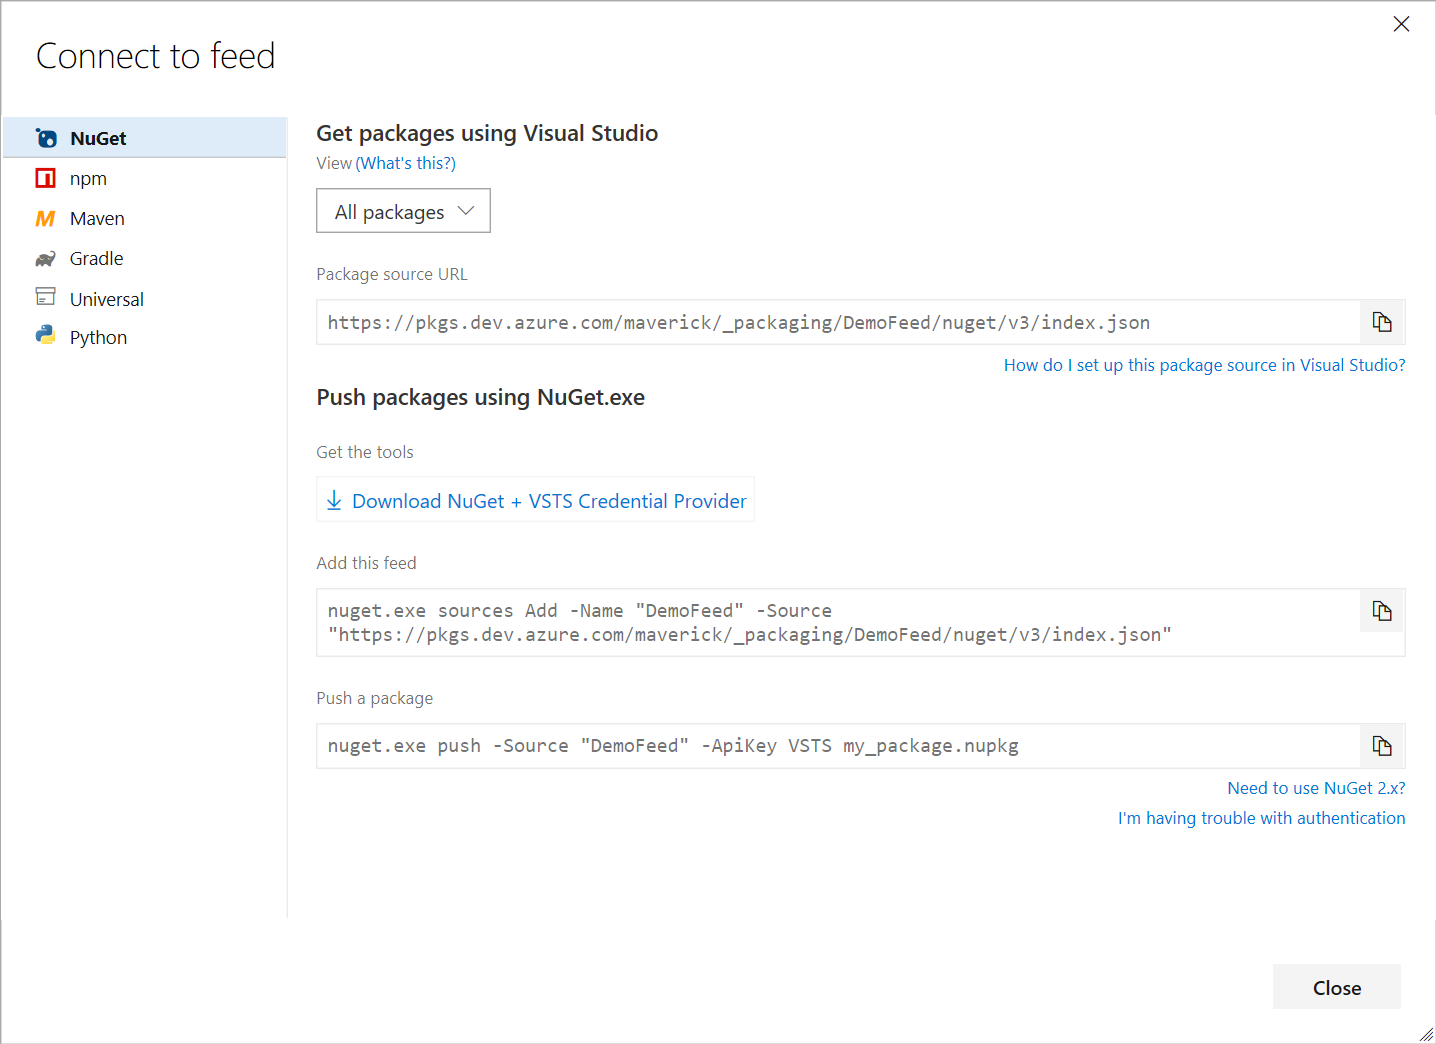 Connect to feed
NuGet
npm
Maven
Gradle
Universal
Python
Get packages using Visual Studio
View (What's this?)
All packages
Package source URL
https://pkgs.dev.azure.com/maverick/_packaging/DemoFeed/nuget/v3/index.json
How do I set up this package source in Visual Studio?
Push packages using NuGet.exe
Get the tools
Download NuGet + VSTS Credential Provider
Add this feed
nuget.exe sources Add -Name "DemoFeed" -Source
"https://pkgs.dev.azure.com/maverick/_packaging/DemoFeed/nuget/v3/index.json"
Push a package
nuget.exe push -Source "DemoFeed" -ApiKey VSTS my_package.nupkg
Need to use NuGet 2.x?
I'm having trouble with authentication
Close